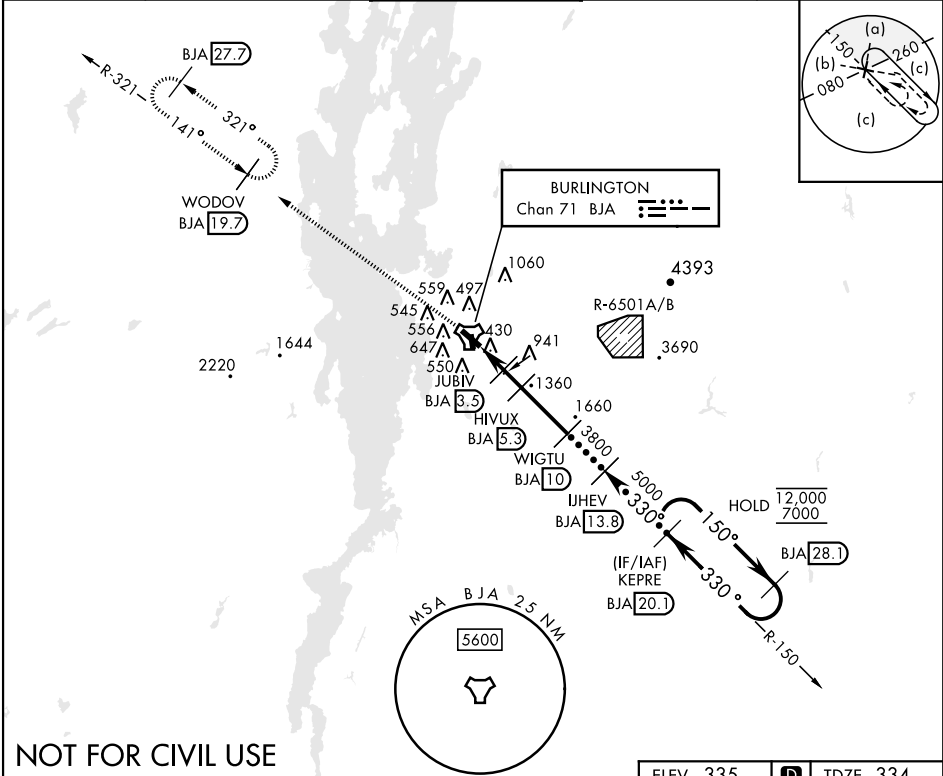 BJA 27.7
R-321
321°
141°
WODOV
BJA 19.7
(a)
150
260
(b)
(c)
080
(c)
BURLINGTON
Chan 71 BJA
1060
4393
559
497
R-6501A/B
545
556
430
941
3690
647
1644
550
2220
JUBIV
BJA 3.5
1360
HIVUX
BJA 5.3
1660
3800
WIGTU
BJA 10
5000
IJHEV
BJA 13.8
330°
150°
HOLD 12,000
7000
BJA 28.1
(IF/IAF)
KEPRE
BJA 20.1
330°
R-150
MSA BJA 25 NM
5600
NOT FOR CIVIL USE
ELEV 335 D TDZE 334